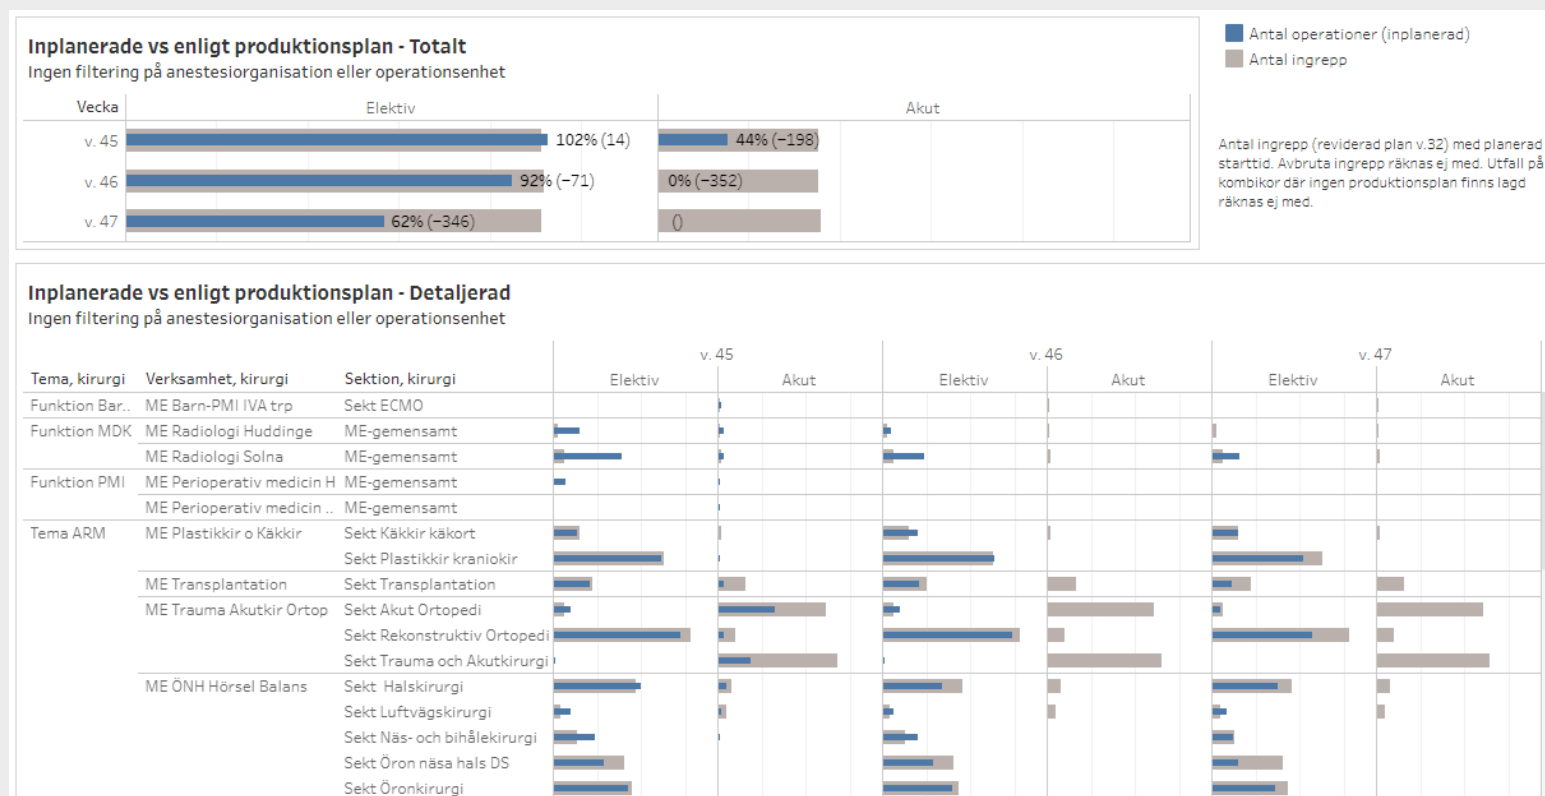 Inplanerade vs enligt produktionsplan - Totalt
Ingen filtering på anestesiorganisation eller operationsenhet
Vecka Elektiv Akut
v. 45 102% (14) 44% (−198)
v. 46 92% (−71) 0% (−352)
v. 47 62% (−346) ()
Antal operationer (inplanerad)
Antal ingrepp
Antal ingrepp (reviderad plan v.32) med planerad
starttid. Avbruta ingrepp räknas ej med. Utfall på
kombikor där ingen produktionsplan finns lagd
räknas ej med.
Inplanerade vs enligt produktionsplan - Detaljerad
Ingen filtering på anestesiorganisation eller operationsenhet
v. 45 v. 46 v. 47
Tema, kirurgi Verksamhet, kirurgi Sektion, kirurgi Elektiv Akut Elektiv Akut Elektiv Akut
Funktion Bar.. ME Barn-PMI IVA trp Sekt ECMO
Funktion MDK ME Radiologi Huddinge ME-gemensamt
ME Radiologi Solna ME-gemensamt
Funktion PMI ME Perioperativ medicin H ME-gemensamt
ME Perioperativ medicin .. ME-gemensamt
Tema ARM ME Plastikkir o Käkkir Sekt Käkkir käkort
Sekt Plastikkir kraniokir
ME Transplantation Sekt Transplantation
ME Trauma Akutkir Ortop Sekt Akut Ortopedi
Sekt Rekonstruktiv Ortopedi
Sekt Trauma och Akutkirurgi
ME ÖNH Hörsel Balans Sekt Halskirurgi
Sekt Luftvägskirurgi
Sekt Näs- och bihålekirurgi
Sekt Öron näsa hals DS
Sekt Öronkirurgi